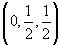 (0, 1/2, 1/2)